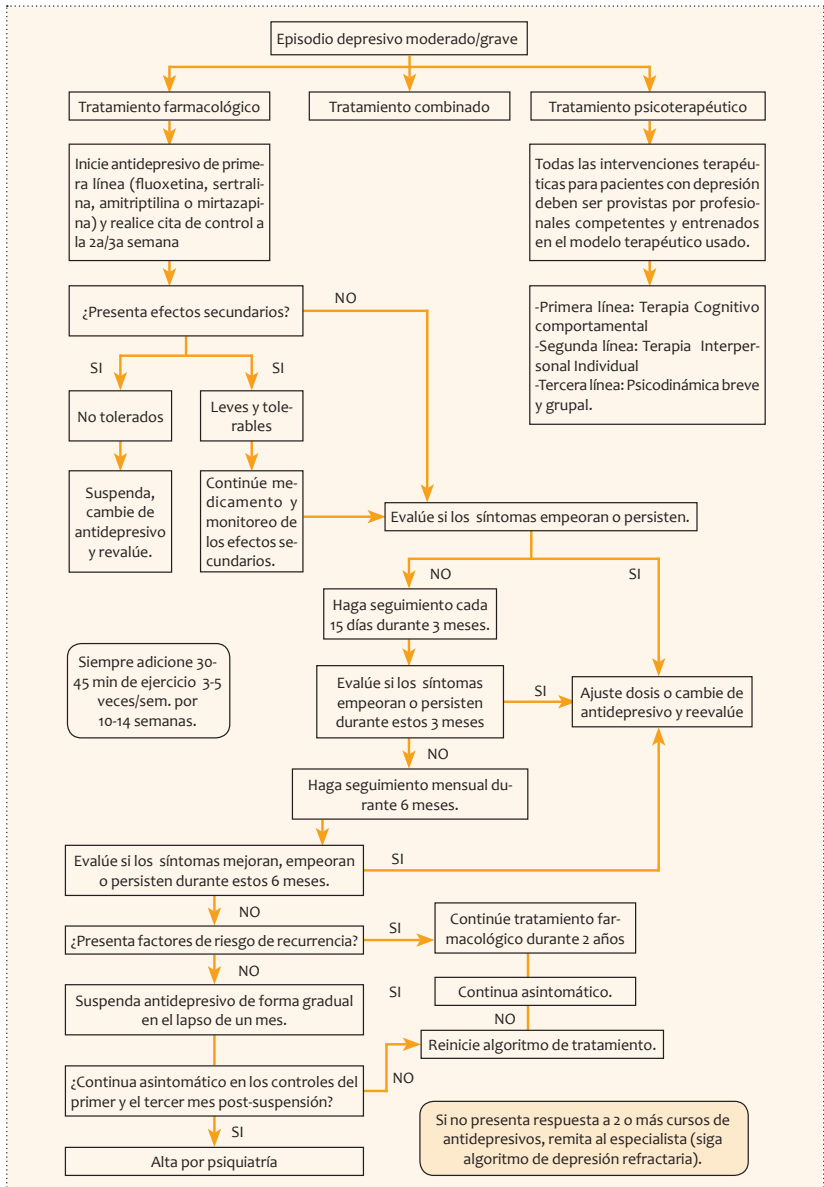 Episodio depresivo moderado/grave
Tratamiento farmacológico
Tratamiento combinado
Tratamiento psicoterapéutico
Inicie antidepresivo de prime-
ra línea (fluoxetina, sertrali-
na, amitriptilina o mirtazapi-
na) y realice cita de control a
la 2a/3a semana
Todas las intervenciones terapéu-
ticas para pacientes con depresión
deben ser provistas por profesio-
nales competentes y entrenados
en el modelo terapéutico usado.
¿Presenta efectos secundarios?
NO
-Primera línea: Terapia Cognitivo
comportamental
-Segunda línea: Terapia Interper-
sonal Individual
-Tercera línea: Psicodinámica breve
y grupal.
SI
SI
No tolerados
Leves y tole-
rables
Suspenda,
cambie de
antidepresivo
y revalúe.
Continúe me-
dicamento y
monitoreo de
los efectos se-
cundarios.
Evalúe si los síntomas empeoran o persisten.
NO
SI
Haga seguimiento cada
15 días durante 3 meses.
Siempre adicione 30-
45 min de ejercicio 3-5
veces/sem. por
10-14 semanas.
Evalúe si los síntomas
empeoran o persisten
durante estos 3 meses
SI
Ajuste dosis o cambie de
antidepresivo y reevalúe
NO
Haga seguimiento mensual du-
rante 6 meses.
Evalúe si los síntomas mejoran, empeoran
o persisten durante estos 6 meses.
SI
NO
¿Presenta factores de riesgo de recurrencia?
SI
Continúe tratamiento far-
macológico durante 2 años
NO
Suspenda antidepresivo de forma gradual
en el lapso de un mes.
SI
Continua asintomático.
NO
Reinicie algoritmo de tratamiento.
¿Continua asintomático en los controles del
primer y el tercer mes post-suspensión?
NO
SI
Alta por psiquiatría
Si no presenta respuesta a 2 o más cursos de
antidepresivos, remita al especialista (siga
algoritmo de depresión refractaria).